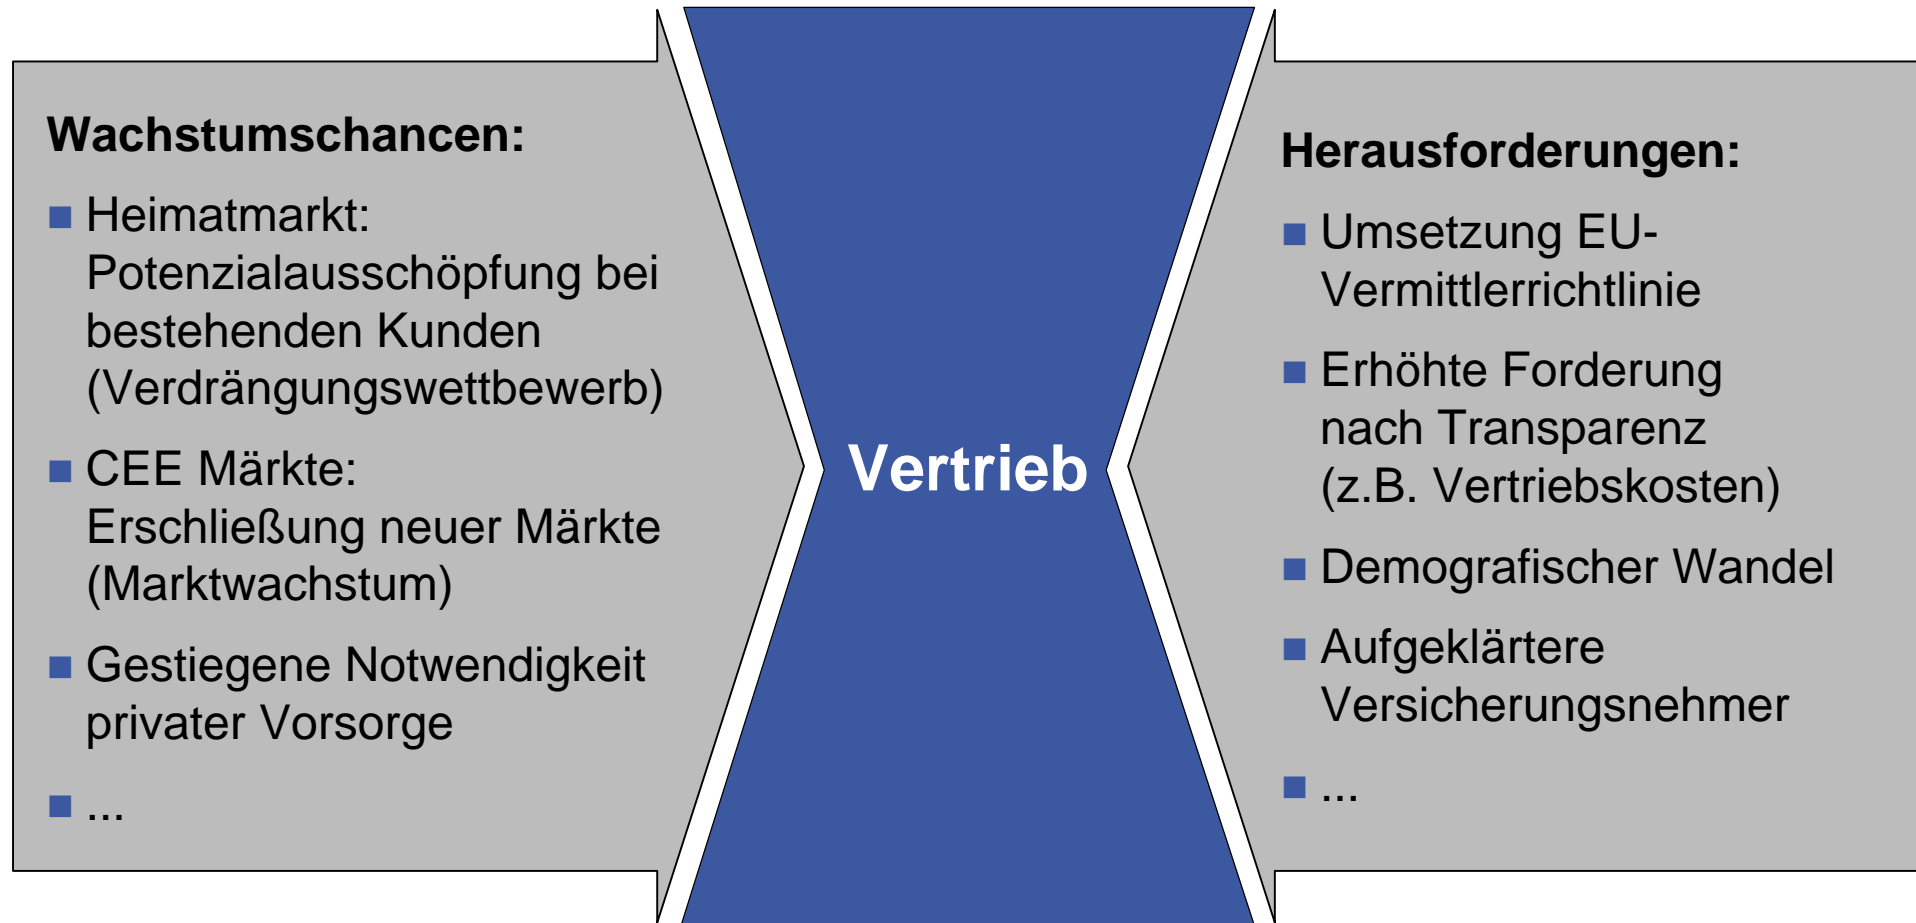 Wachstumschancen:
■ Heimatmarkt:
Potenzialausschöpfung bei
bestehenden Kunden
(Verdrängungswettbewerb)
■ CEE Märkte:
Erschließung neuer Märkte
(Marktwachstum)
■ Gestiegene Notwendigkeit
privater Vorsorge
■ ...
Vertrieb
Herausforderungen:
■ Umsetzung EU-
Vermittlerrichtlinie
■ Erhöhte Forderung
nach Transparenz
(z.B. Vertriebskosten)
■ Demografischer Wandel
■ Aufgeklärtere
Versicherungsnehmer
■ ...